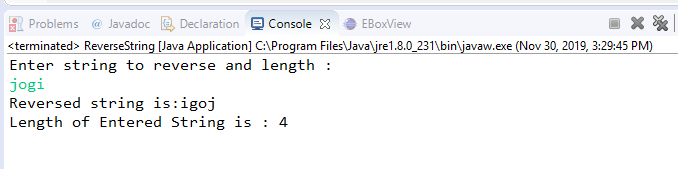 Problems @ Javadoc Declaration Console EBoxView
<terminated> ReverseString [Java Application] C:\Program Files\Java\jre1.8.0_231\bin\javaw.exe (Nov 30, 2019, 3:29:45 PM)
Enter string to reverse and length :
jogi
Reversed string is:igoj
Length of Entered String is : 4